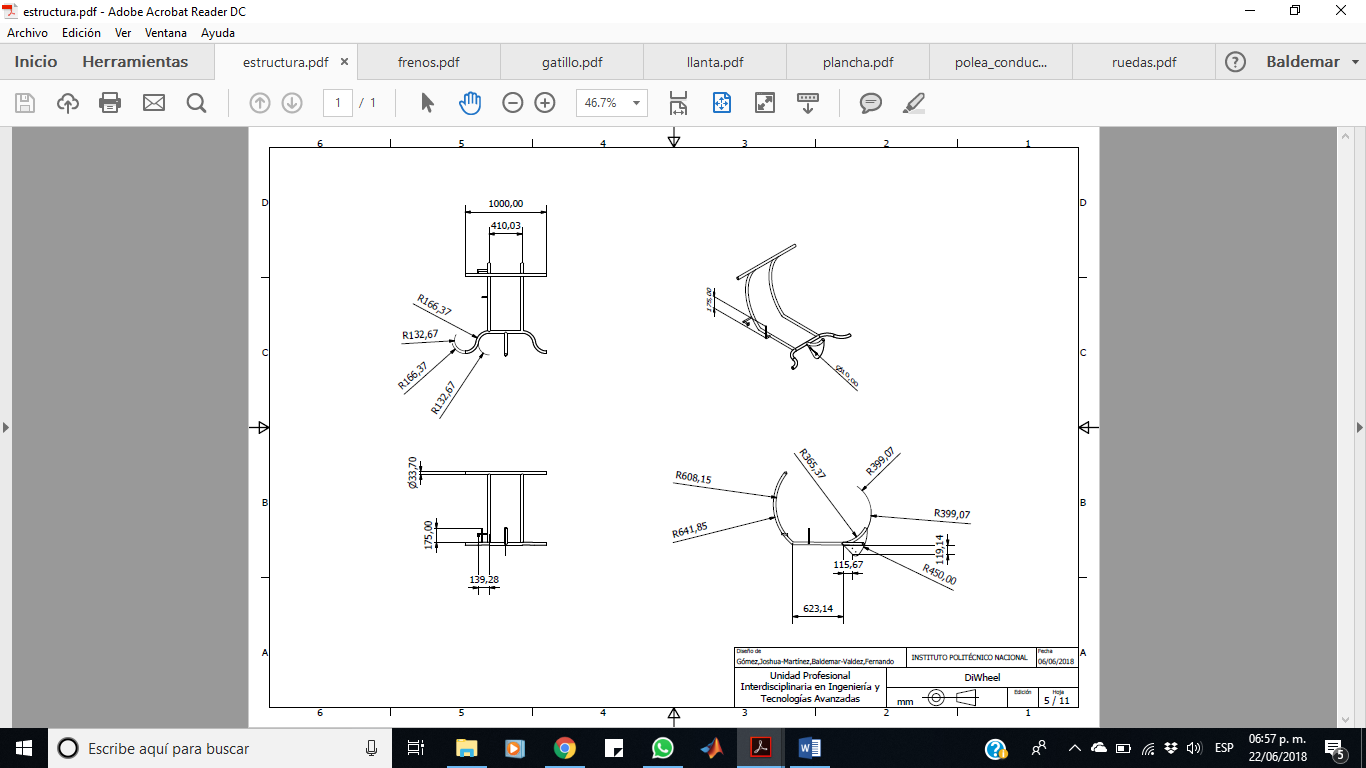 estructura.pdf - Adobe Acrobat Reader DC
Archivo Edición Ver Ventana Ayuda
Inicio Herramientas estructura.pdf × frenos.pdf gatillo.pdf llanta.pdf plancha.pdf polea_conduc... ruedas.pdf ? Baldemar
1 / 1 46.7%
6 5 4 3 2 1
D D
1000,00
410,03
175,00
R166,37
R132,67
C C
R166,37
R132,67
R365,37
R399,07
R608,15
Ø33,70
B B
R399,07
R641,85
175,00
119,14
115,67
R450,00
139,28
623,14
A A
Diseño de
Gómez,Joshua-Martínez,Baldemar-Valdez,Fernando
INSTITUTO POLITÉCNICO NACIONAL
Fecha
06/06/2018
Unidad Profesional
Interdisciplinaria en Ingeniería y
Tecnologías Avanzadas
DiWheel
mm
Edición
Hoja
5 / 11
6 5 4 3 2 1
Escribe aquí para buscar
ESP
06:57 p. m.
22/06/2018
5